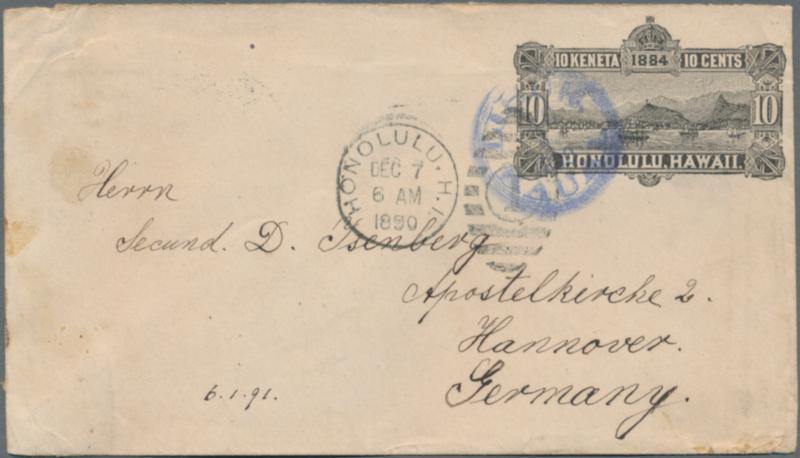 10 KENETA 1884 10 CENTS
10 10
HONOLULU, HAWAII.
HONOLULU. H.I.
DEC 7
6 AM
1890
Herrn
Secund. D. Isenberg
Apostelkirche 2.
Hannover.
Germany.
6.1.91.